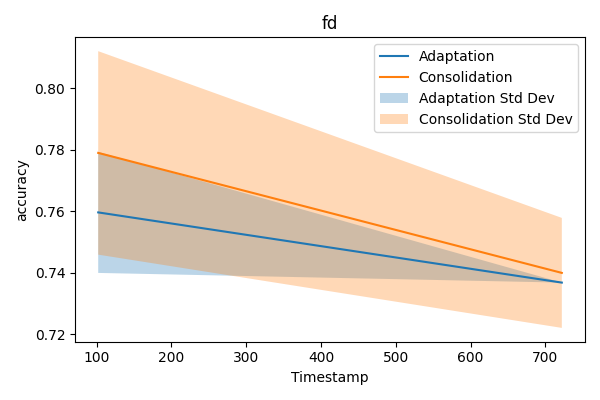 fd
Adaptation
Consolidation
Adaptation Std Dev
Consolidation Std Dev
0.80
0.78
0.76
0.74
0.72
accuracy
100 200 300 400 500 600 700
Timestamp